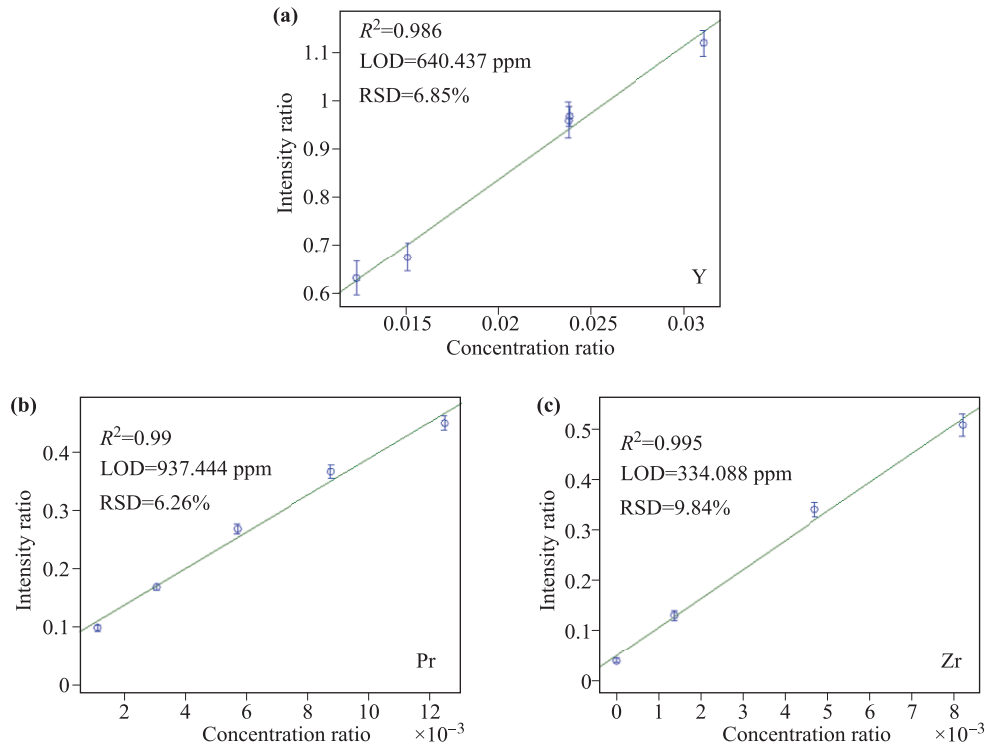 (a)
R²=0.986
LOD=640.437 ppm
RSD=6.85%
Intensity ratio
1.1
1
0.9
0.8
0.7
0.6
Y
0.015 0.02 0.025 0.03
Concentration ratio
(b)
R²=0.99
LOD=937.444 ppm
RSD=6.26%
Intensity ratio
0.4
0.3
0.2
0.1
0
Pr
2 4 6 8 10 12
Concentration ratio ×10⁻³
(c)
R²=0.995
LOD=334.088 ppm
RSD=9.84%
Intensity ratio
0.5
0.4
0.3
0.2
0.1
0
Zr
0 1 2 3 4 5 6 7 8
Concentration ratio ×10⁻³